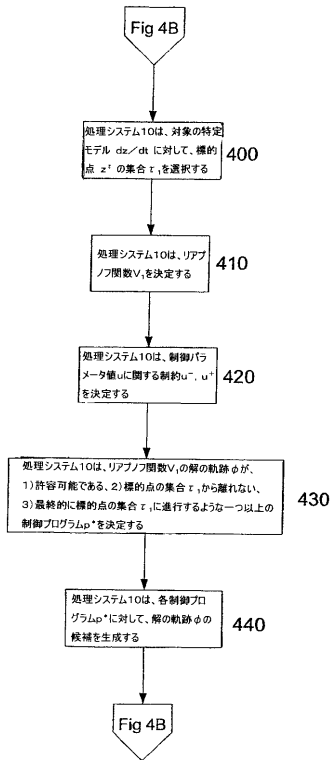 Fig 4B
処理システム10は、対象の特定
モデル dz/dt に対して、標的
点 zᵗ の集合τ₁を選択する
400
処理システム10は、リアプ
ノフ関数V₁を決定する
410
処理システム10は、制御パラ
メータ値uに関する制約u⁻, u⁺
を決定する
420
処理システム10は、リアプノフ関数V₁の解の軌跡φが、
1)許容可能である、2)標的点の集合τ₁から離れない、
3)最終的に標的点の集合τ₁に進行するような一つ以上の
制御プログラムp*を決定する
430
処理システム10は、各制御プロ
グラムp*に対して、解の軌跡φの
候補を生成する
440
Fig 4B